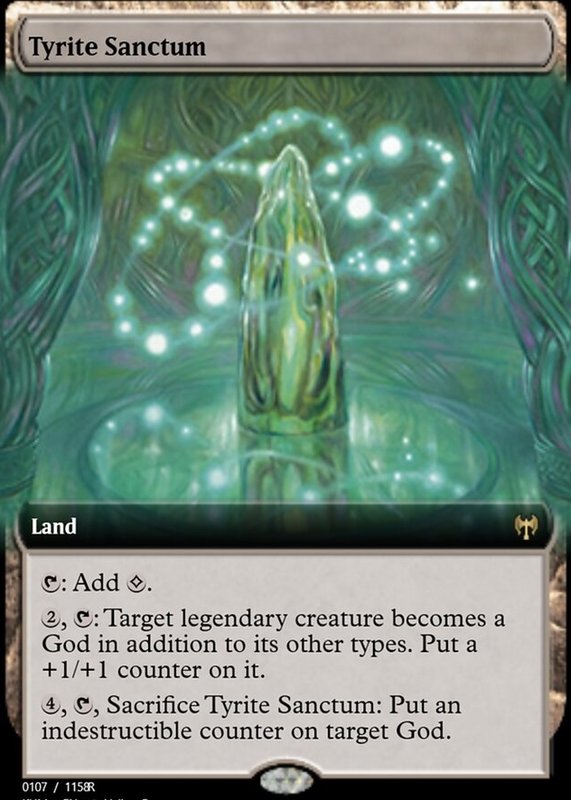 Tyrite Sanctum
Land
: Add .
2, : Target legendary creature becomes a
God in addition to its other types. Put a
+1/+1 counter on it.
4, , Sacrifice Tyrite Sanctum: Put an
indestructible counter on target God.
0107 / 1158R